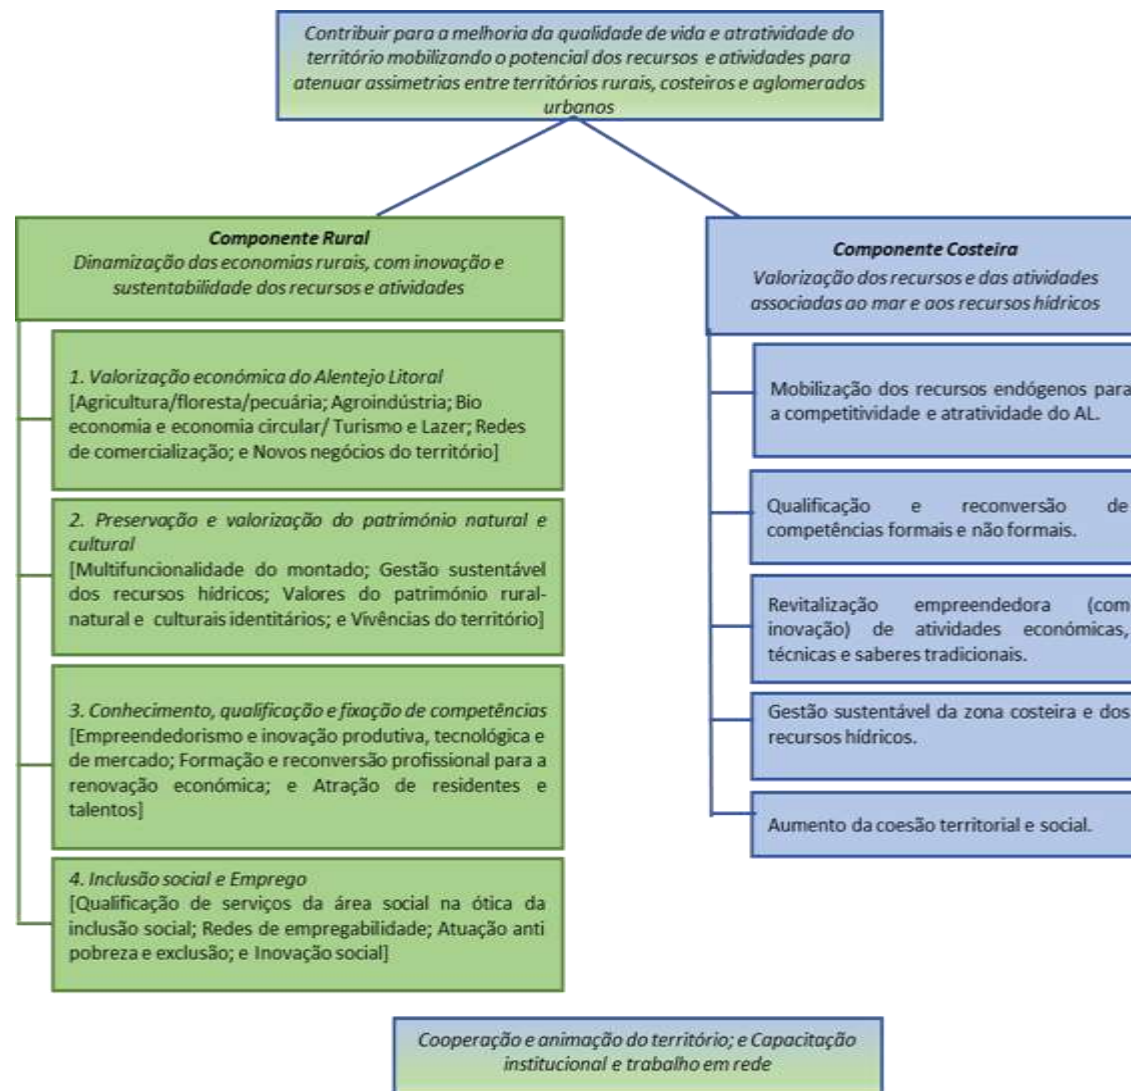 Contribuir para a melhoria da qualidade de vida e atratividade do
território mobilizando o potencial dos recursos e atividades para
atenuar assimetrias entre territórios rurais, costeiros e aglomerados
urbanos
Componente Rural
Dinamização das economias rurais, com inovação e
sustentabilidade dos recursos e atividades
1. Valorização económica do Alentejo Litoral
[Agricultura/floresta/pecuária; Agroindústria; Bio
economia e economia circular/ Turismo e Lazer; Redes
de comercialização; e Novos negócios do território]
2. Preservação e valorização do património natural e
cultural
[Multifuncionalidade do montado; Gestão sustentável
dos recursos hídricos; Valores do património rural-
natural e culturais identitários; e Vivências do território]
3. Conhecimento, qualificação e fixação de competências
[Empreendedorismo e inovação produtiva, tecnológica e
de mercado; Formação e reconversão profissional para a
renovação económica; e Atração de residentes e
talentos]
4. Inclusão social e Emprego
[Qualificação de serviços da área social na ótica da
inclusão social; Redes de empregabilidade; Atuação anti
pobreza e exclusão; e Inovação social]
Componente Costeira
Valorização dos recursos e das atividades
associadas ao mar e aos recursos hídricos
Mobilização dos recursos endógenos para
a competitividade e atratividade do AL.
Qualificação e reconversão de
competências formais e não formais.
Revitalização empreendedora (com
inovação) de atividades económicas,
técnicas e saberes tradicionais.
Gestão sustentável da zona costeira e dos
recursos hídricos.
Aumento da coesão territorial e social.
Cooperação e animação do território; e Capacitação
institucional e trabalho em rede